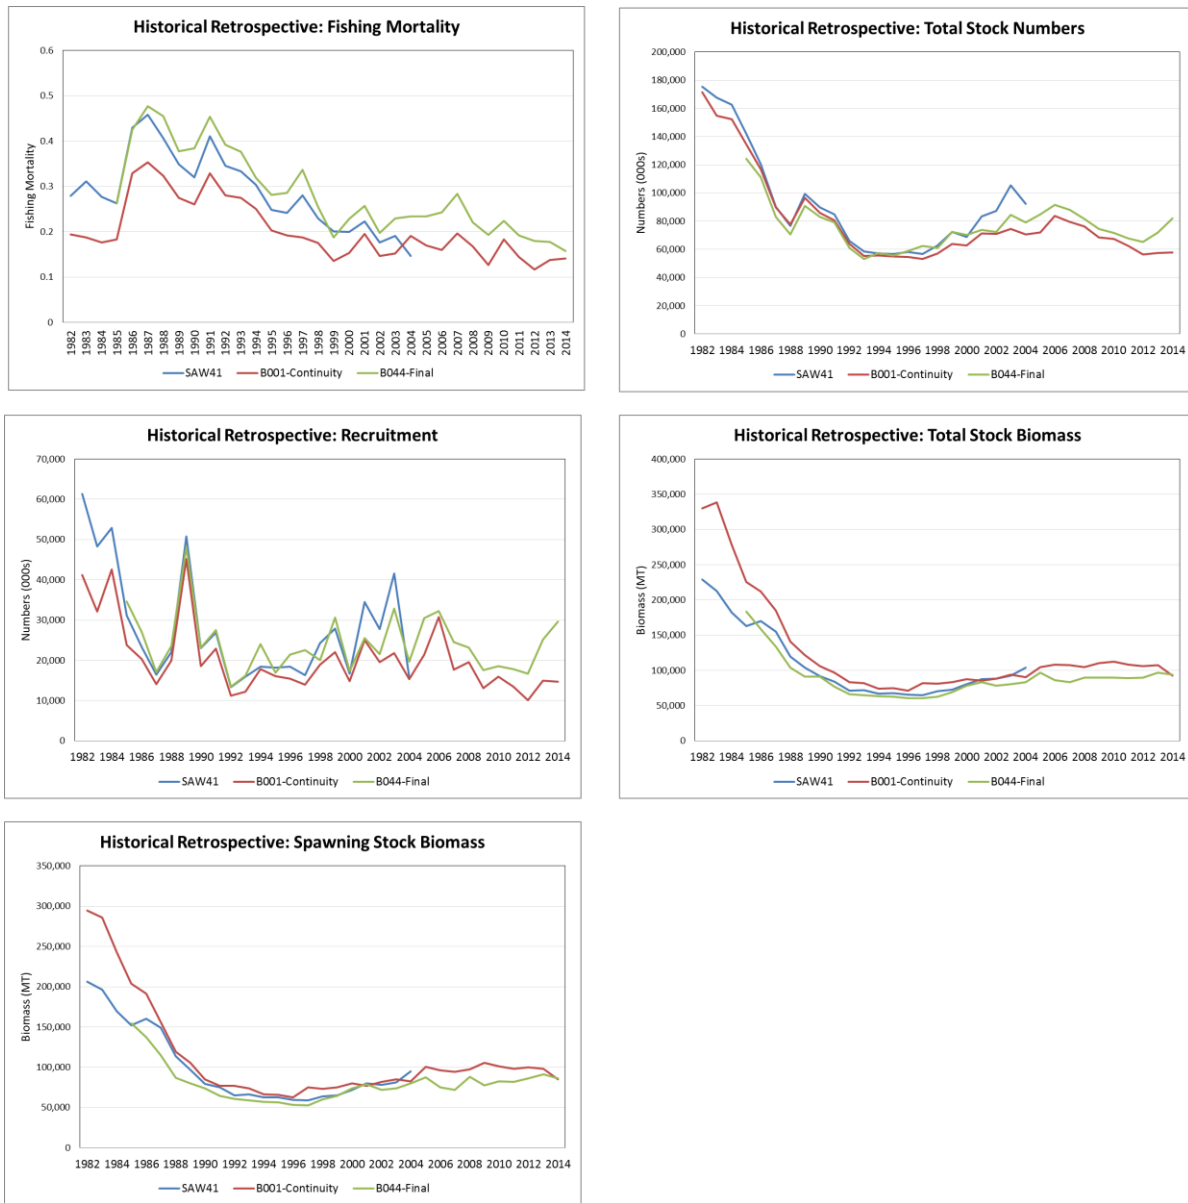 Historical Retrospective: Fishing Mortality
0.6
0.5
0.4
0.3
0.2
0.1
0
Fishing Mortality
1982 1983 1984 1985 1986 1987 1988 1989 1990 1991 1992 1993 1994 1995 1996 1997 1998 1999 2000 2001 2002 2003 2004 2005 2006 2007 2008 2009 2010 2011 2012 2013 2014
SAW41 B001-Continuity B044-Final
Historical Retrospective: Total Stock Numbers
200,000
180,000
160,000
140,000
120,000
100,000
80,000
60,000
40,000
20,000
0
Numbers (000s)
1982 1984 1986 1988 1990 1992 1994 1996 1998 2000 2002 2004 2006 2008 2010 2012 2014
SAW41 B001-Continuity B044-Final
Historical Retrospective: Recruitment
70,000
60,000
50,000
40,000
30,000
20,000
10,000
0
Numbers (000s)
1982 1984 1986 1988 1990 1992 1994 1996 1998 2000 2002 2004 2006 2008 2010 2012 2014
SAW41 B001-Continuity B044-Final
Historical Retrospective: Total Stock Biomass
400,000
350,000
300,000
250,000
200,000
150,000
100,000
50,000
0
Biomass (MT)
1982 1984 1986 1988 1990 1992 1994 1996 1998 2000 2002 2004 2006 2008 2010 2012 2014
SAW41 B001-Continuity B044-Final
Historical Retrospective: Spawning Stock Biomass
350,000
300,000
250,000
200,000
150,000
100,000
50,000
0
Biomass (MT)
1982 1984 1986 1988 1990 1992 1994 1996 1998 2000 2002 2004 2006 2008 2010 2012 2014
SAW41 B001-Continuity B044-Final